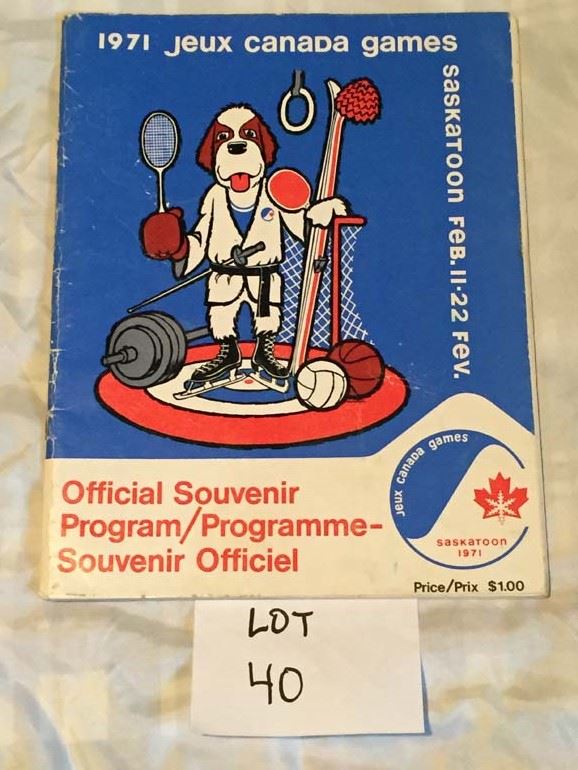 1971 Jeux Canada Games
Saskatoon Feb. 11-22 Fev.
Official Souvenir
Program/Programme-
Souvenir Officiel
Jeux Canada Games
Saskatoon
1971
Price/Prix $1.00
LOT
40